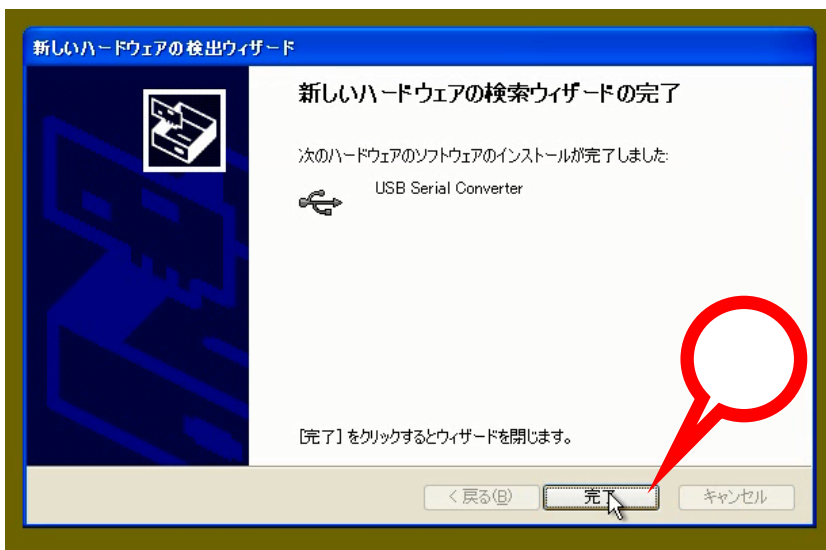 新しいハードウェアの検出ウィザード
新しいハードウェアの検索ウィザードの完了
次のハードウェアのソフトウェアのインストールが完了しました:
USB Serial Converter
[完了] をクリックするとウィザードを閉じます。
< 戻る(B)
完了
キャンセル